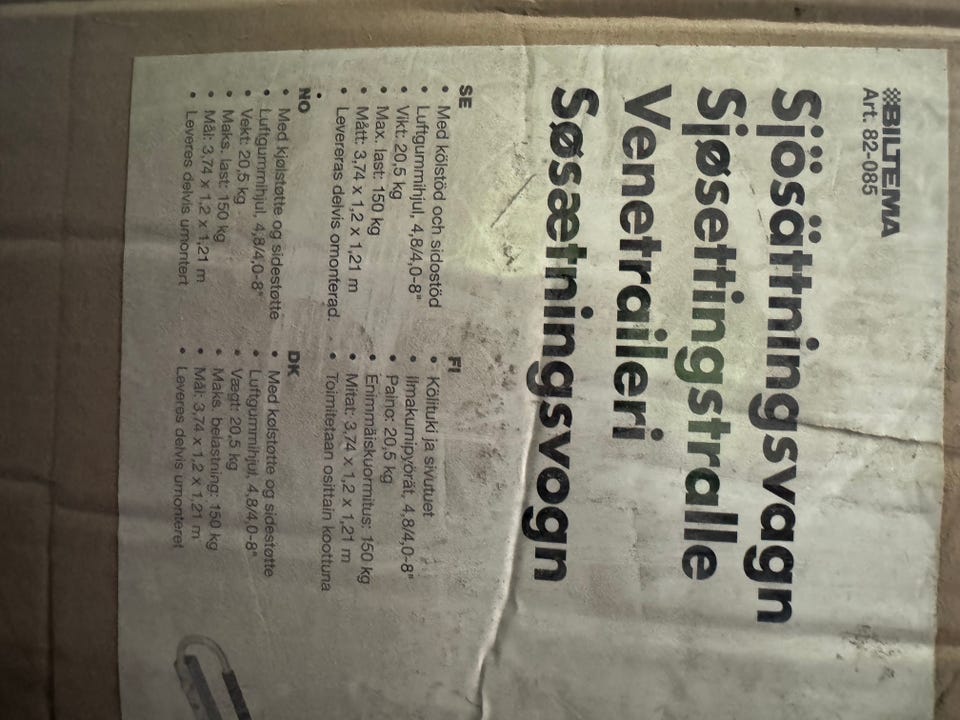 BILTEMA
Art. 82-085
Sjösättningsvagn
Sjøsettingstralle
Venetraileri
Søsætningsvogn
SE
• Med kölstöd och sidostöd
• Luftgummihjul, 4,8/4,0-8"
• Vikt: 20,5 kg
• Max. last: 150 kg
• Mått: 3,74 x 1,2 x 1,21 m
• Levereras delvis omonterad.
•
NO
• Med kjølstøtte og sidestøtte
• Luftgummihjul, 4,8/4,0-8"
• Vekt: 20,5 kg
• Maks. last: 150 kg
• Mål: 3,74 x 1,2 x 1,21 m
• Leveres delvis umontert
FI
• Kölituki ja sivutuet
• Ilmakumipyörät, 4,8/4,0-8"
• Paino: 20,5 kg
• Enimmäiskuormitus: 150 kg
• Mitat: 3,74 x 1,2 x 1,21 m
• Toimitetaan osittain koottuna
DK
• Med kølstøtte og sidestøtte
• Luftgummihjul, 4,8/4,0-8"
• Vægt: 20,5 kg
• Maks. belastning: 150 kg
• Mål: 3,74 x 1,2 x 1,21 m
• Leveres delvis umonteret